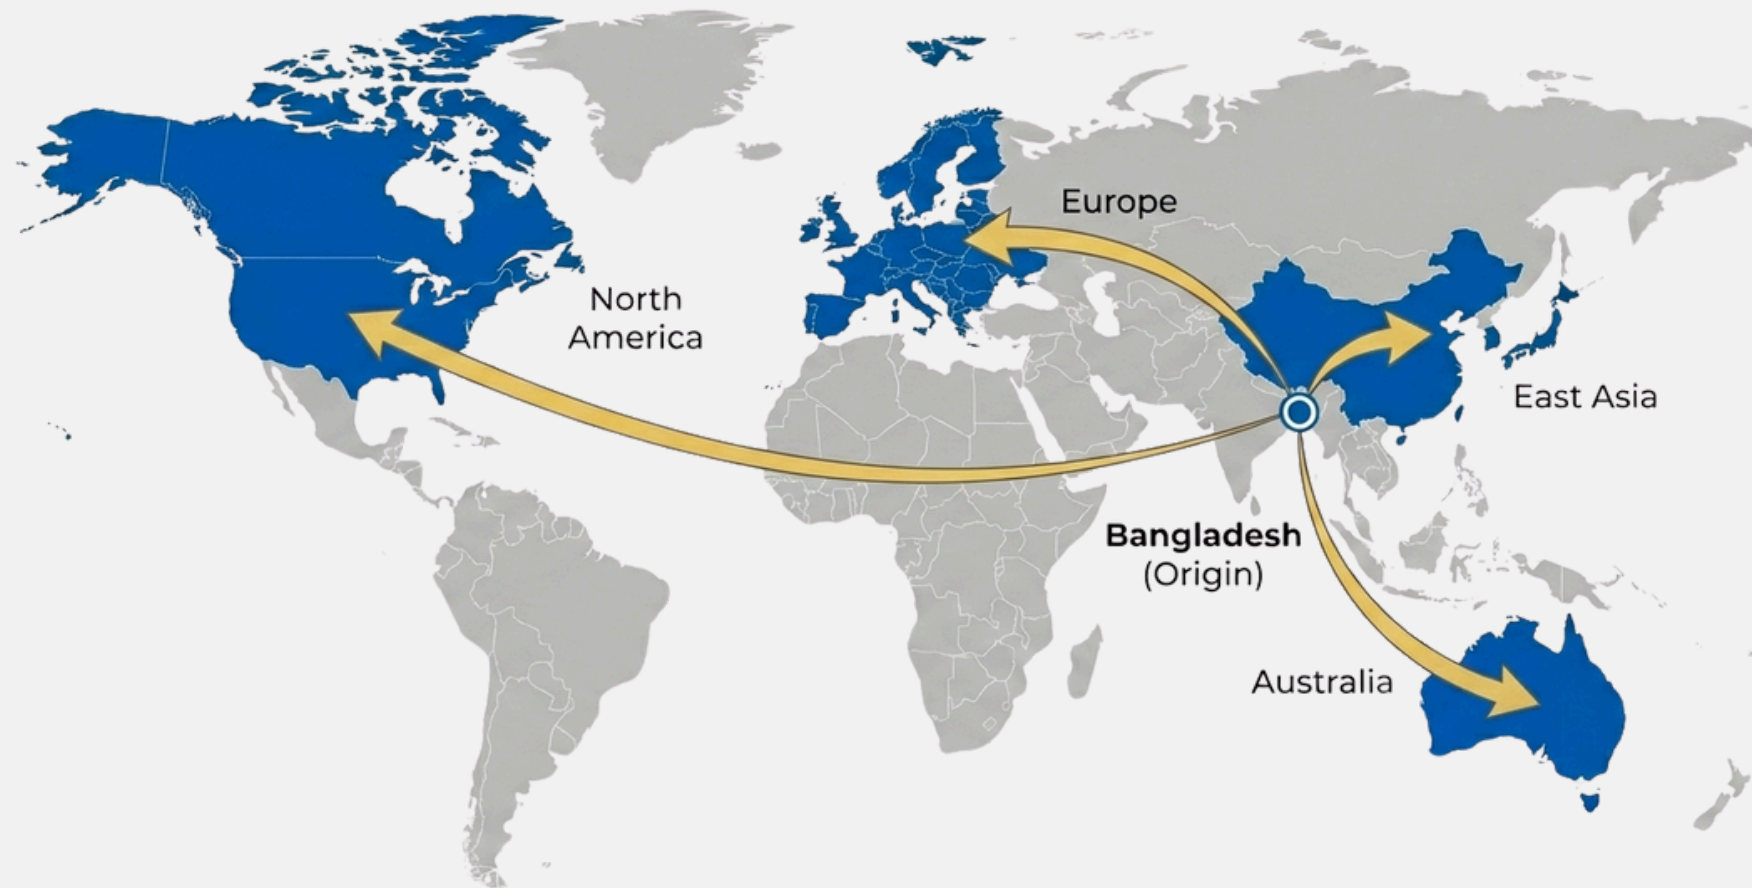 Europe
North
America
East Asia
Bangladesh
(Origin)
Australia